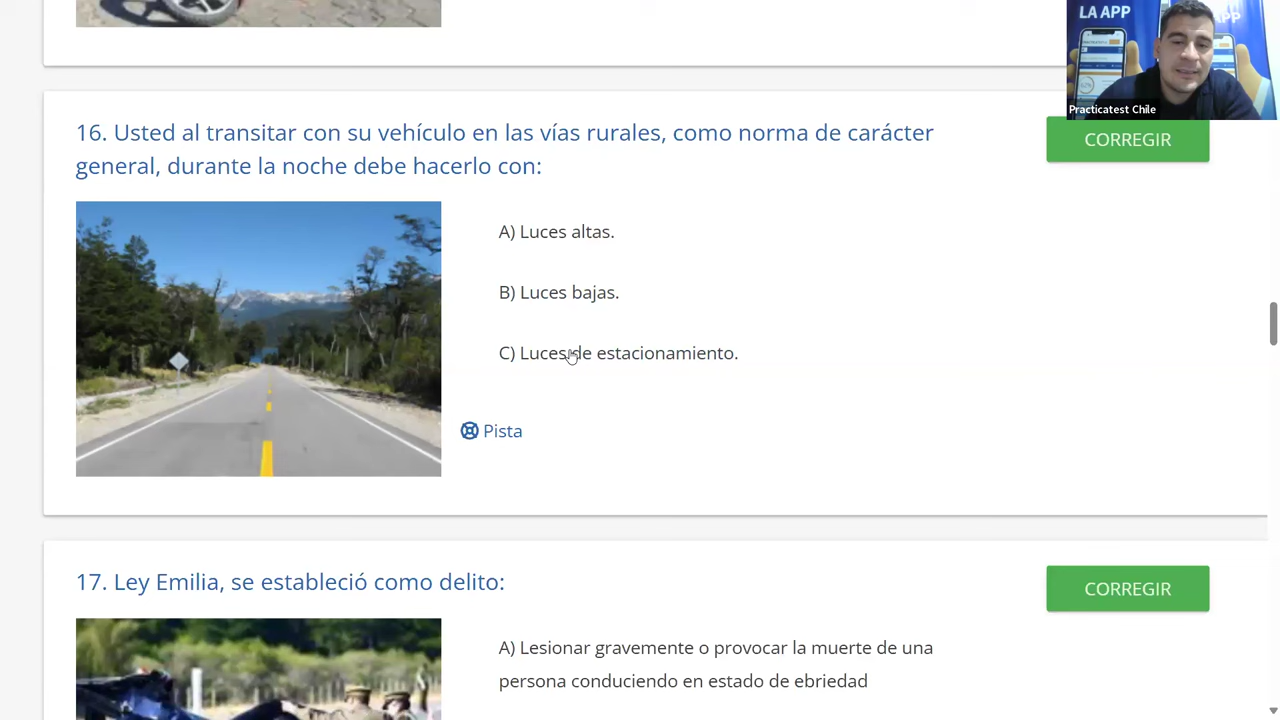 LA APP
APP
Practicatest Chile
16. Usted al transitar con su vehículo en las vías rurales, como norma de carácter
general, durante la noche debe hacerlo con:
CORREGIR
A) Luces altas.
B) Luces bajas.
C) Luces de estacionamiento.
Pista
17. Ley Emilia, se estableció como delito:
CORREGIR
A) Lesionar gravemente o provocar la muerte de una
persona conduciendo en estado de ebriedad